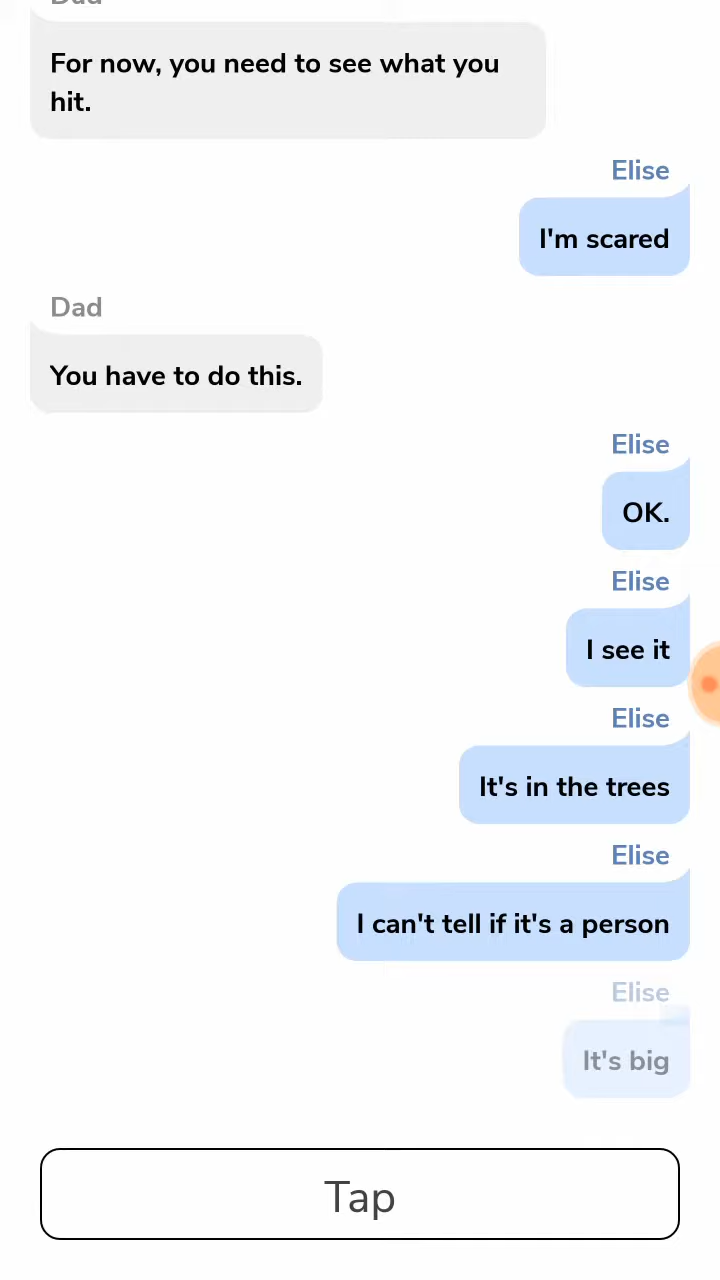 Dad
For now, you need to see what you
hit.
Elise
I'm scared
Dad
You have to do this.
Elise
OK.
Elise
I see it
Elise
It's in the trees
Elise
I can't tell if it's a person
Elise
It's big
Tap